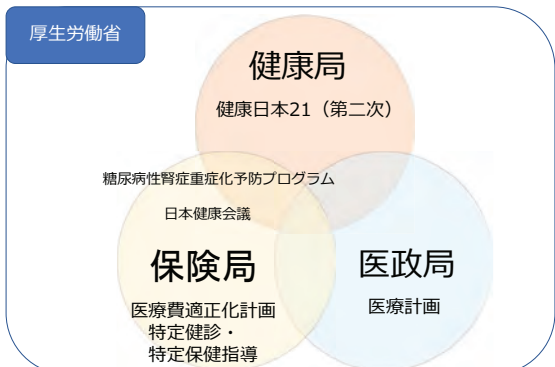 厚生労働省
健康局
健康日本21（第二次）
糖尿病性腎症重症化予防プログラム
日本健康会議
保険局
医療費適正化計画
特定健診・
特定保健指導
医政局
医療計画